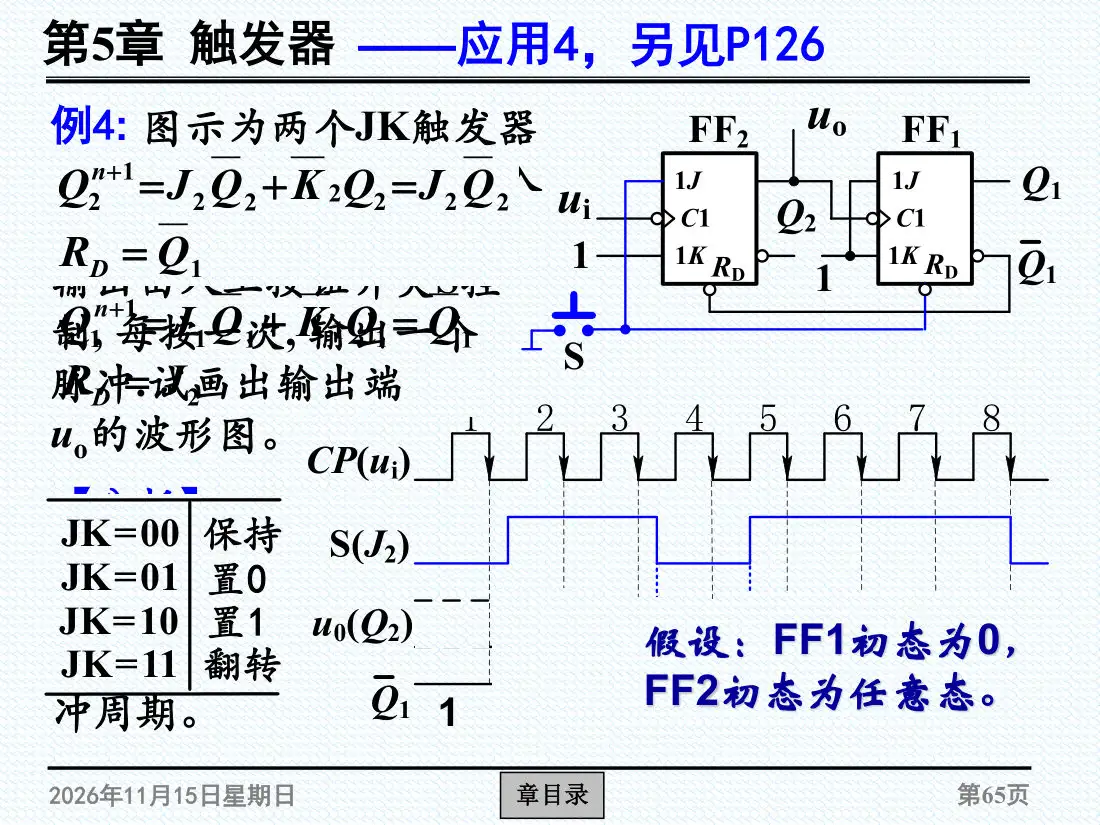 第5章 触发器 ——应用4，另见P126
例4: 图示为两个JK触发器
Q₂ⁿ⁺¹=J₂Q̅₂+K̅₂Q₂=J₂Q̅₂
R_D = Q̅₁
制, 每按一次, 输出一个
脉冲.试画出输出端
uₒ的波形图。
JK=00 保持
JK=01 置0
JK=10 置1
JK=11 翻转
冲周期。
FF₂ uₒ FF₁
1J 1J Q₁
uᵢ C1 Q₂ C1
1 1K R_D 1 1K R_D Q̅₁
S
1 2 3 4 5 6 7 8
CP(uᵢ)
S(J₂)
u₀(Q₂)
Q̅₁ 1
假设：FF1初态为0，
FF2初态为任意态。
2026年11月15日星期日
章目录
第65页